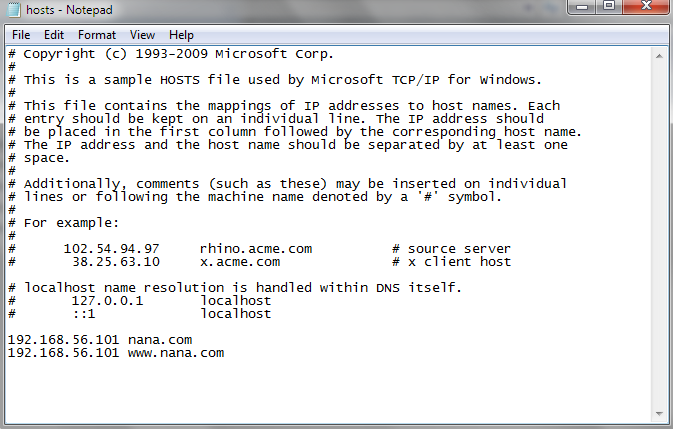 hosts - Notepad
File Edit Format View Help
# Copyright (c) 1993-2009 Microsoft Corp.
#
# This is a sample HOSTS file used by Microsoft TCP/IP for Windows.
#
# This file contains the mappings of IP addresses to host names. Each
# entry should be kept on an individual line. The IP address should
# be placed in the first column followed by the corresponding host name.
# The IP address and the host name should be separated by at least one
# space.
#
# Additionally, comments (such as these) may be inserted on individual
# lines or following the machine name denoted by a '#' symbol.
#
# For example:
#
#      102.54.94.97     rhino.acme.com          # source server
#       38.25.63.10     x.acme.com              # x client host

# localhost name resolution is handled within DNS itself.
#       127.0.0.1       localhost
#       ::1             localhost

192.168.56.101 nana.com
192.168.56.101 www.nana.com